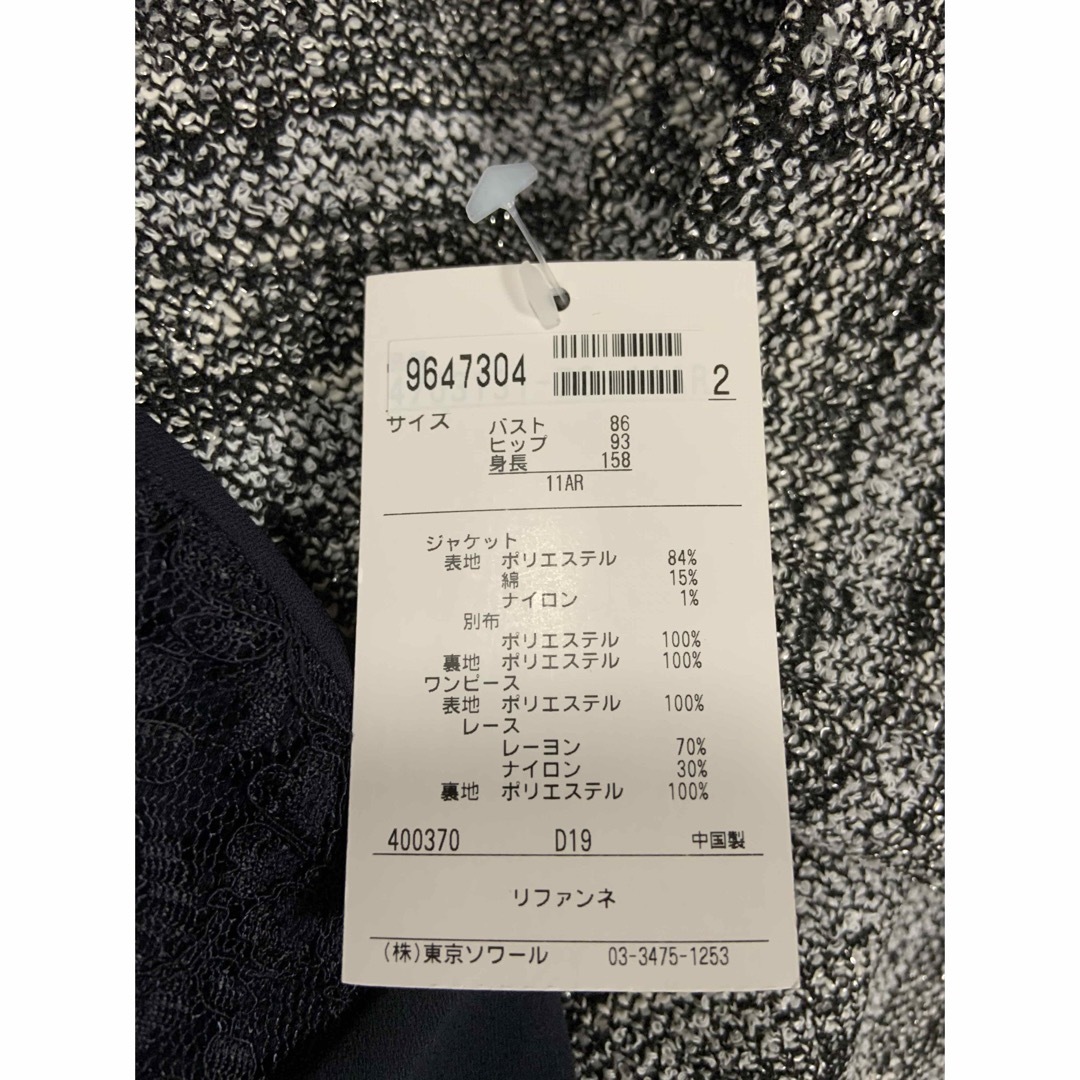 9647304
2
サイズ バスト 86
ヒップ 93
身長 158
11AR
ジャケット
表地 ポリエステル 84%
綿 15%
ナイロン 1%
別布
ポリエステル 100%
裏地 ポリエステル 100%
ワンピース
表地 ポリエステル 100%
レース
レーヨン 70%
ナイロン 30%
裏地 ポリエステル 100%
400370 D19 中国製
リファンネ
(株)東京ソワール 03-3475-1253